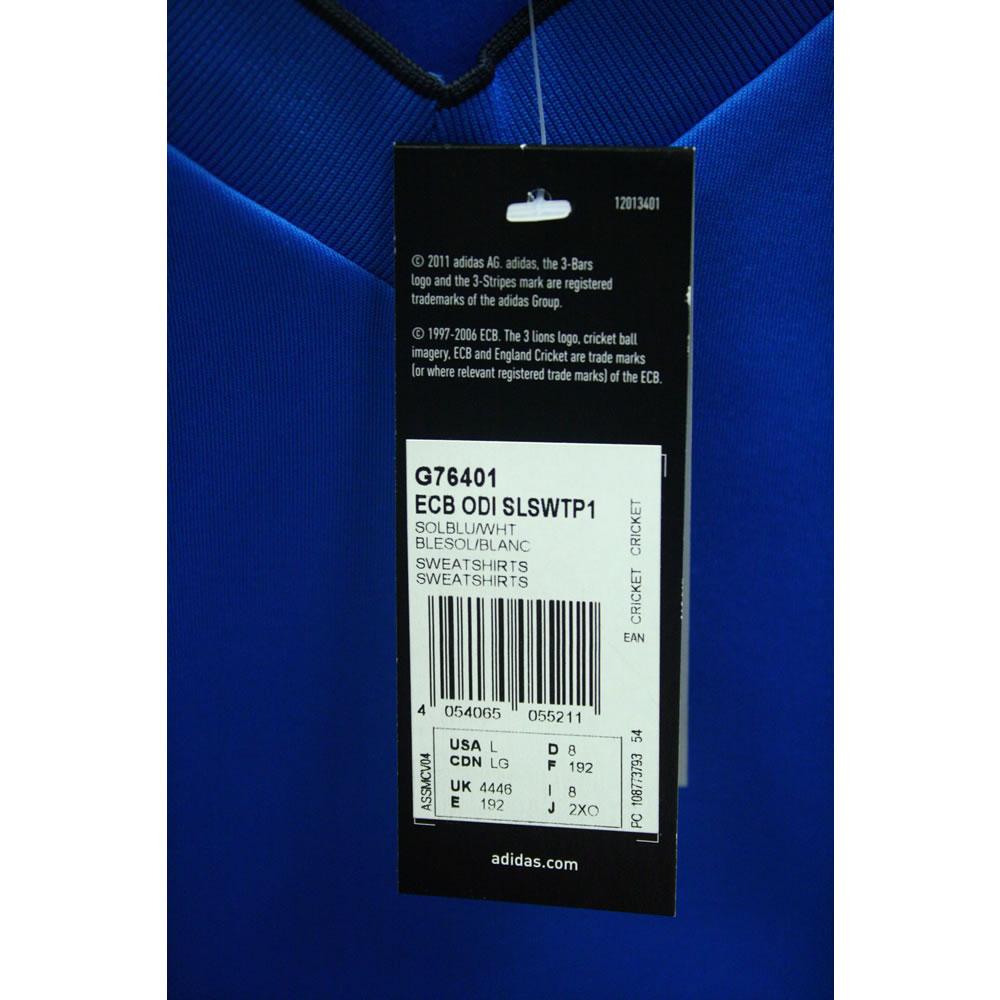 12013401
© 2011 adidas AG. adidas, the 3-Bars
logo and the 3-Stripes mark are registered
trademarks of the adidas Group.
© 1997-2006 ECB. The 3 lions logo, cricket ball
imagery, ECB and England Cricket are trade marks
(or where relevant registered trade marks) of the ECB.
G76401
ECB ODI SLSWTP1
SOLBLU/WHT
BLESOL/BLANC
SWEATSHIRTS
SWEATSHIRTS
CRICKET CRICKET
EAN
4 054065 055211
USA L D 8
CDN LG F 192
UK 4446 I 8
E 192 J 2XO
ASSMCV04
PC 108773793 54
adidas.com